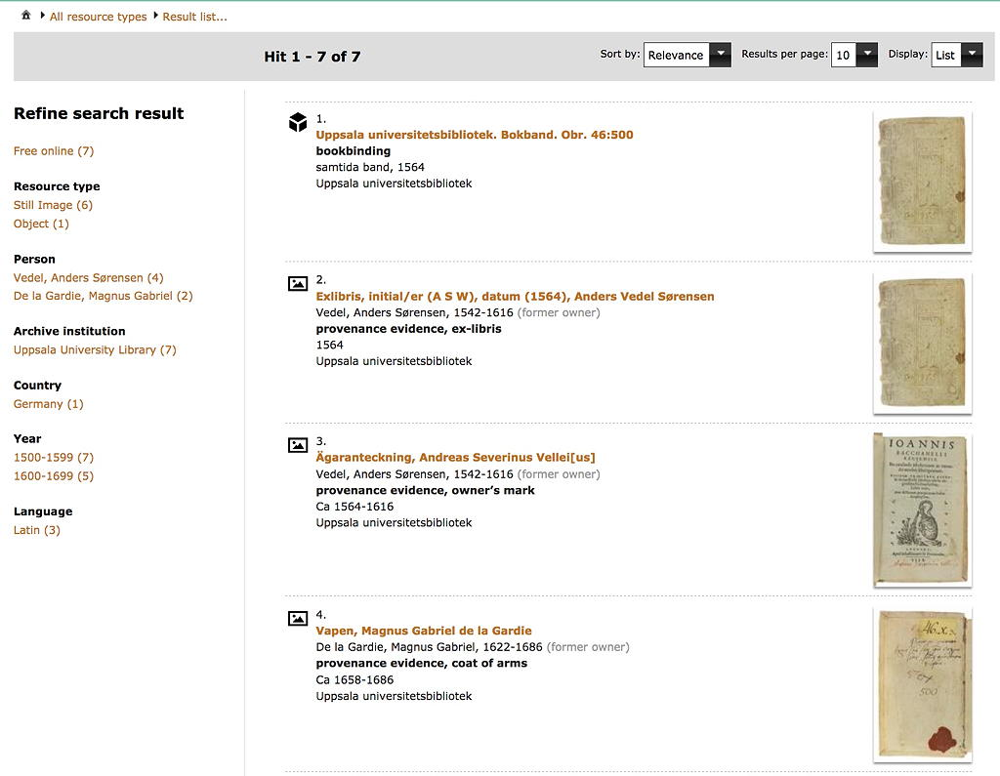 All resource types Result list...
Hit 1 - 7 of 7
Sort by: Relevance Results per page: 10 Display: List
Refine search result
Free online (7)
Resource type
Still Image (6)
Object (1)
Person
Vedel, Anders Sørensen (4)
De la Gardie, Magnus Gabriel (2)
Archive institution
Uppsala University Library (7)
Country
Germany (1)
Year
1500-1599 (7)
1600-1699 (5)
Language
Latin (3)
1.
Uppsala universitetsbibliotek. Bokband. Obr. 46:500
bookbinding
samtida band, 1564
Uppsala universitetsbibliotek
2.
Exlibris, initial/er (A S W), datum (1564), Anders Vedel Sørensen
Vedel, Anders Sørensen, 1542-1616 (former owner)
provenance evidence, ex-libris
1564
Uppsala universitetsbibliotek
3.
Ägaranteckning, Andreas Severinus Vellei[us]
Vedel, Anders Sørensen, 1542-1616 (former owner)
provenance evidence, owner's mark
Ca 1564-1616
Uppsala universitetsbibliotek
IOANNIS
BACCHANELLI
4.
Vapen, Magnus Gabriel de la Gardie
De la Gardie, Magnus Gabriel, 1622-1686 (former owner)
provenance evidence, coat of arms
Ca 1658-1686
Uppsala universitetsbibliotek
46.x.
500